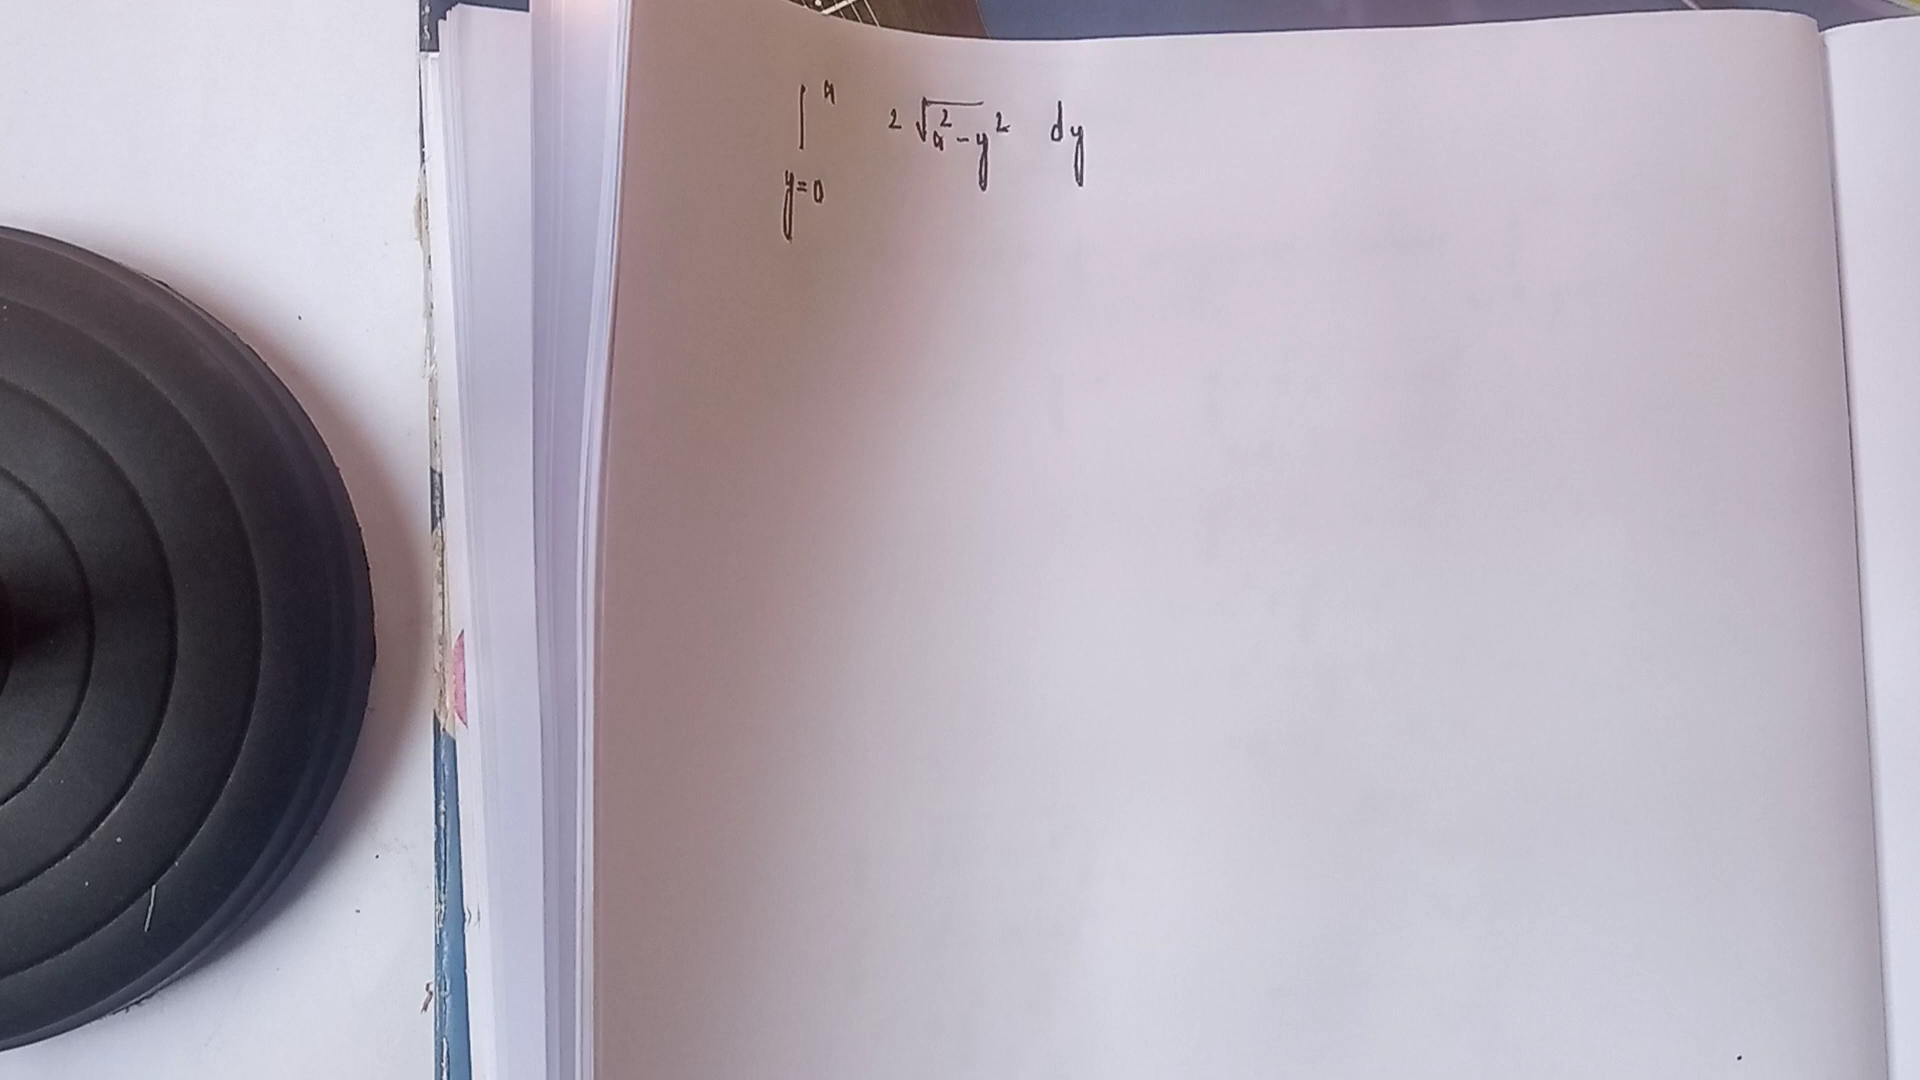 ∫^a 2 √(a² - y²) dy
y=0